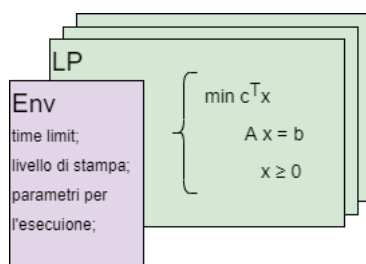 LP
min cᵀx
A x = b
x ≥ 0
Env
time limit;
livello di stampa;
parametri per
l'esecuione;